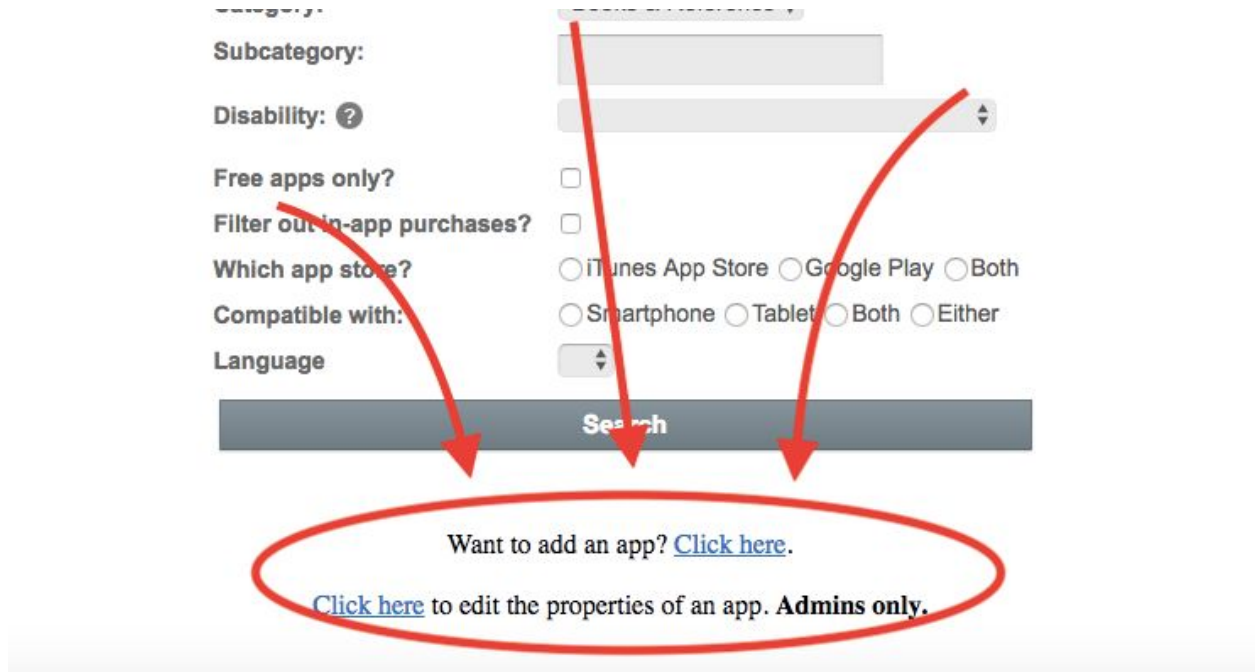 Subcategory:
Disability: ?
Free apps only?
Filter out in-app purchases?
Which app store? iTunes App Store Google Play Both
Compatible with: Smartphone Tablet Both Either
Language
Search
Want to add an app? Click here.
Click here to edit the properties of an app. Admins only.